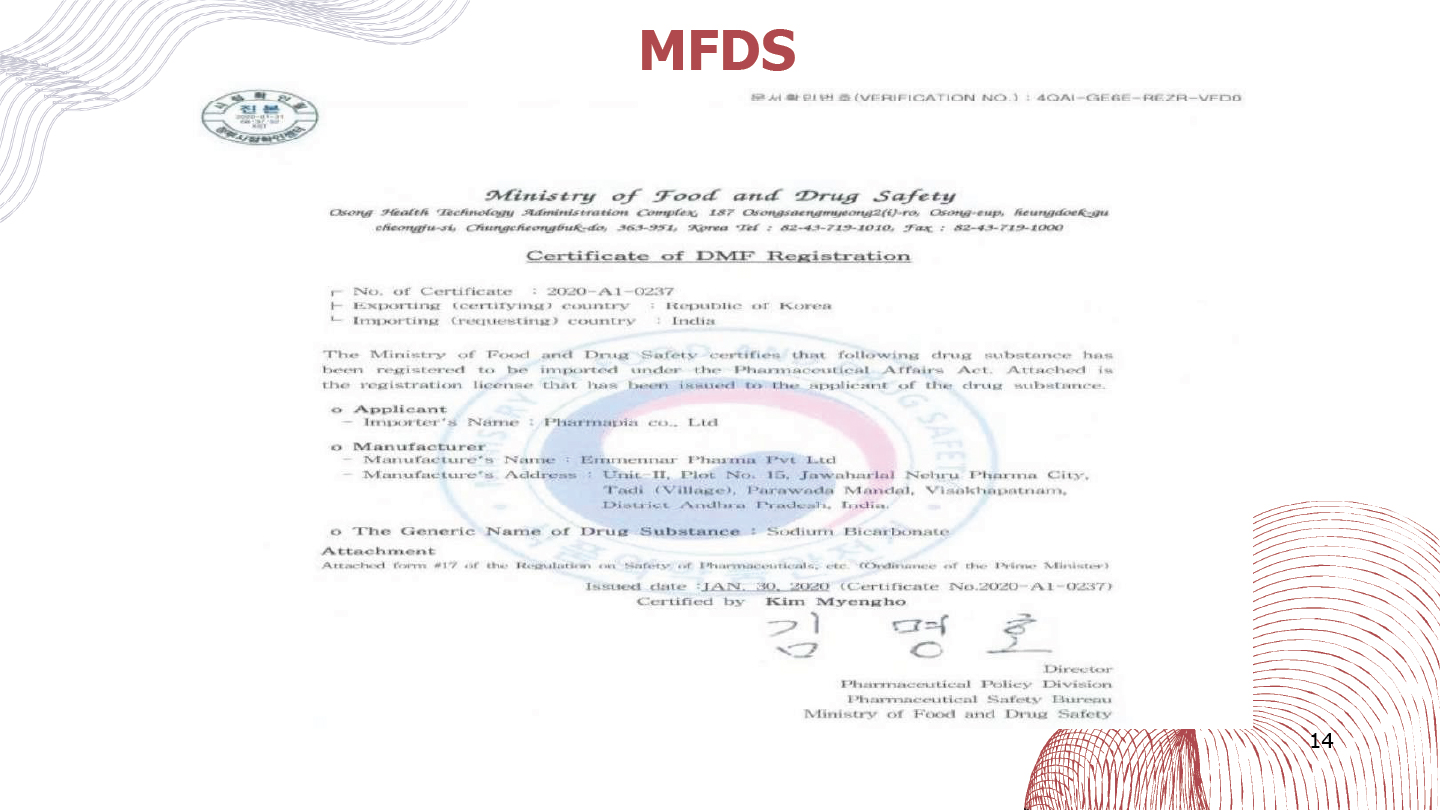 MFDS
진본
문서확인번호(VERIFICATION NO.) : 4QAI-GE6E-REZR-VFD0
Ministry of Food and Drug Safety
Osong Health Technology Administration Complex, 187 Osongsaengmyeong2(i)-ro, Osong-eup, heungdoek-gu
cheongju-si, Chungcheongbuk-do, 363-951, Korea Tel : 82-43-719-1010, Fax : 82-43-719-1000
Certificate of DMF Registration
No. of Certificate : 2020-A1-0237
Exporting (certifying) country : Republic of Korea
Importing (requesting) country : India
The Ministry of Food and Drug Safety certifies that following drug substance has
been registered to be imported under the Pharmaceutical Affairs Act. Attached is
the registration license that has been issued to the applicant of the drug substance.
o Applicant
- Importer's Name : Pharmapia co., Ltd
o Manufacturer
- Manufacture's Name : Emmennar Pharma Pvt Ltd
- Manufacture's Address : Unit-II, Plot No. 15, Jawaharlal Nehru Pharma City,
Tadi (Village), Parawada Mandal, Visakhapatnam,
District Andhra Pradesh, India.
o The Generic Name of Drug Substance : Sodium Bicarbonate
Attachment
Attached form #17 of the Regulation on Safety of Pharmaceuticals, etc. (Ordinance of the Prime Minister)
Issued date :JAN. 30, 2020 (Certificate No.2020-A1-0237)
Certified by Kim Myengho
김 명 호
Director
Pharmaceutical Policy Division
Pharmaceutical Safety Bureau
Ministry of Food and Drug Safety
14